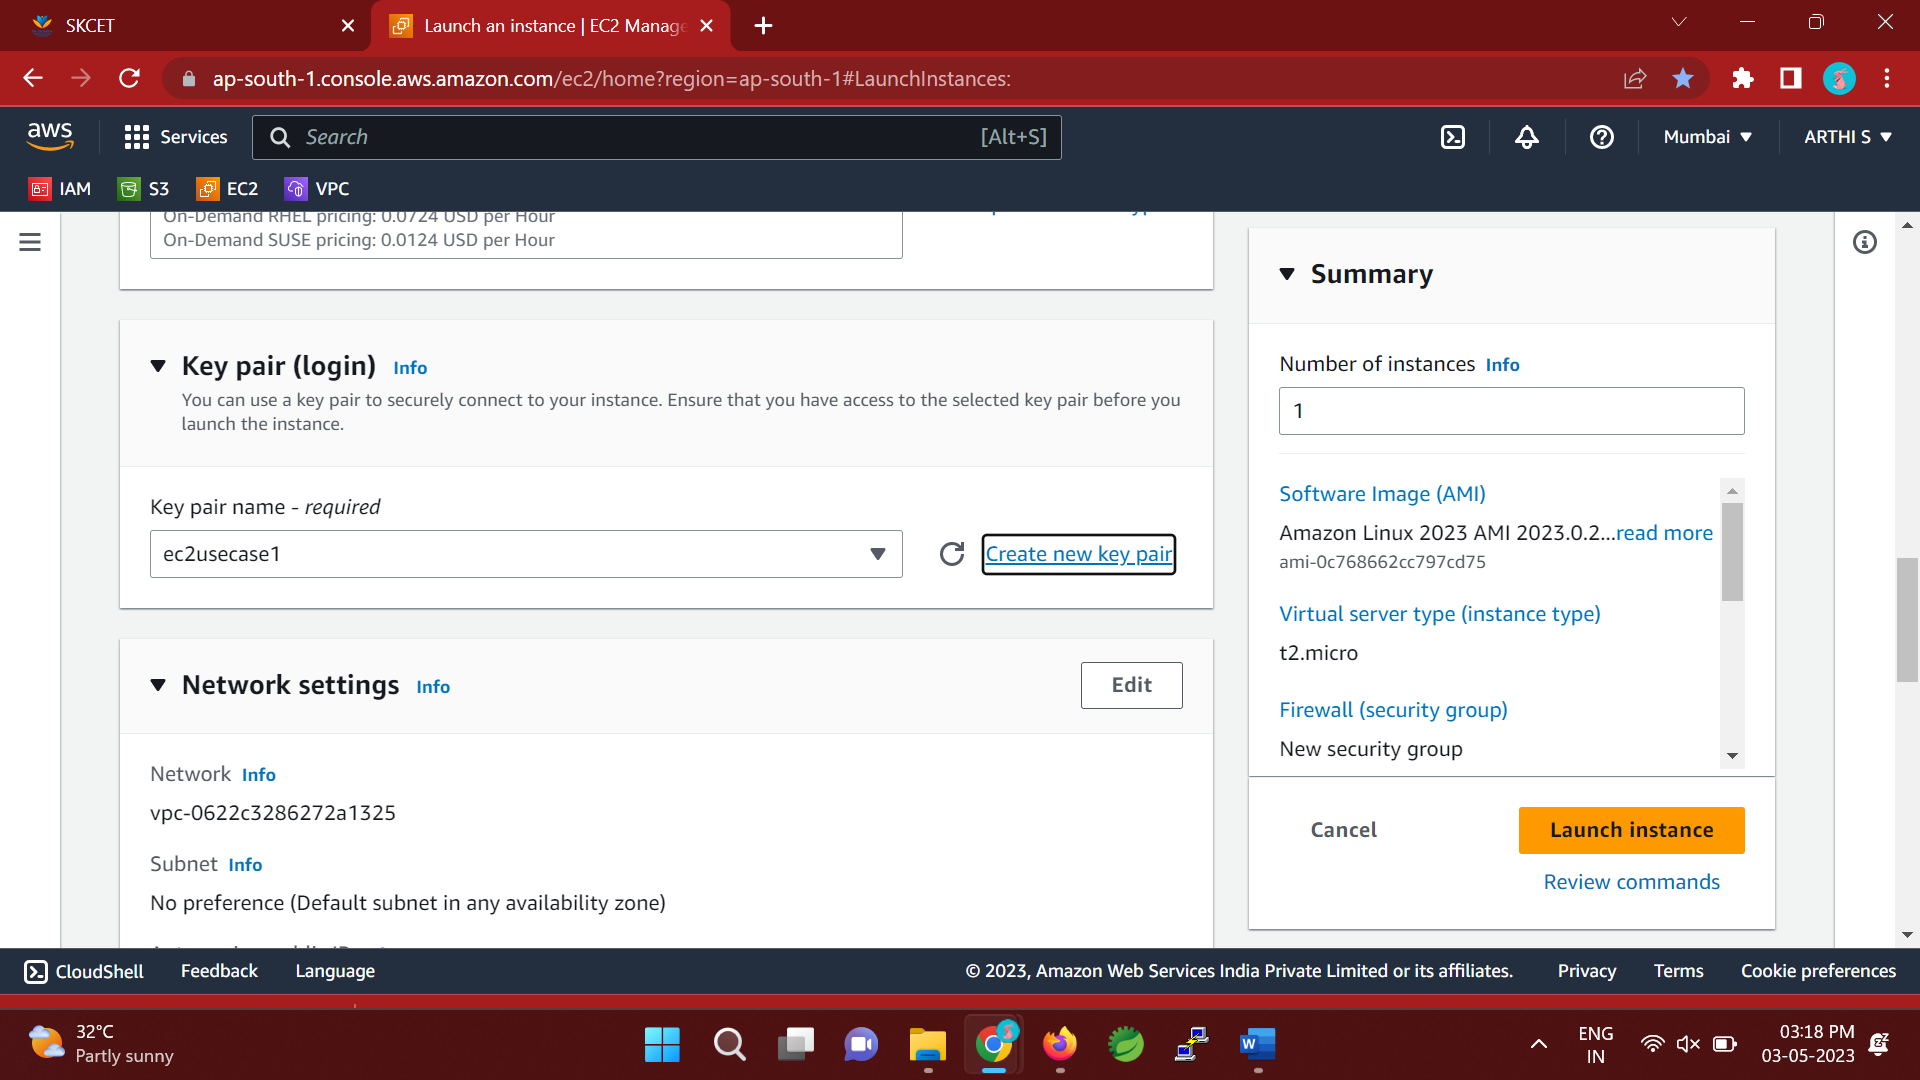 SKCET
Launch an instance | EC2 Manage
ap-south-1.console.aws.amazon.com/ec2/home?region=ap-south-1#LaunchInstances:
aws
Services
Search
[Alt+S]
Mumbai
ARTHI S
IAM
S3
EC2
VPC
On-Demand RHEL pricing: 0.0724 USD per Hour
On-Demand SUSE pricing: 0.0124 USD per Hour
Key pair (login) Info
You can use a key pair to securely connect to your instance. Ensure that you have access to the selected key pair before you
launch the instance.
Key pair name - required
ec2usecase1
Create new key pair
Network settings Info
Edit
Network Info
vpc-0622c3286272a1325
Subnet Info
No preference (Default subnet in any availability zone)
Summary
Number of instances Info
1
Software Image (AMI)
Amazon Linux 2023 AMI 2023.0.2...read more
ami-0c768662cc797cd75
Virtual server type (instance type)
t2.micro
Firewall (security group)
New security group
Cancel
Launch instance
Review commands
CloudShell
Feedback
Language
© 2023, Amazon Web Services India Private Limited or its affiliates.
Privacy
Terms
Cookie preferences
32°C
Partly sunny
W
ENG
IN
03:18 PM
03-05-2023